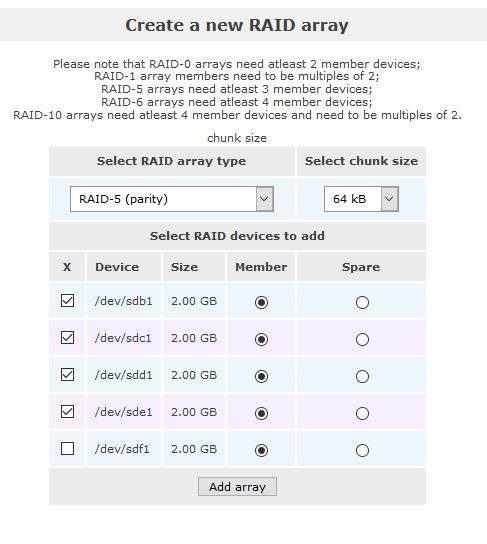 Create a new RAID array
Please note that RAID-0 arrays need atleast 2 member devices;
RAID-1 array members need to be multiples of 2;
RAID-5 arrays need atleast 3 member devices;
RAID-6 arrays need atleast 4 member devices;
RAID-10 arrays need atleast 4 member devices and need to be multiples of 2.
chunk size
Select RAID array type Select chunk size
RAID-5 (parity) 64 kB
Select RAID devices to add
X Device Size Member Spare
/dev/sdb1 2.00 GB
/dev/sdc1 2.00 GB
/dev/sdd1 2.00 GB
/dev/sde1 2.00 GB
/dev/sdf1 2.00 GB
Add array